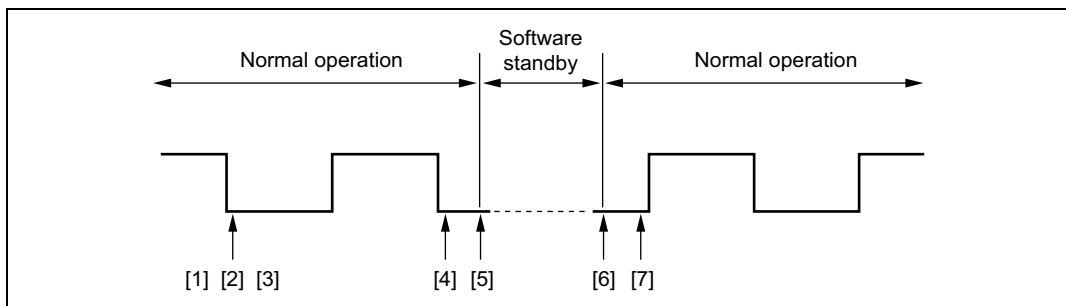 Normal operation
Software
standby
Normal operation
[1] [2] [3]
[4] [5]
[6] [7]